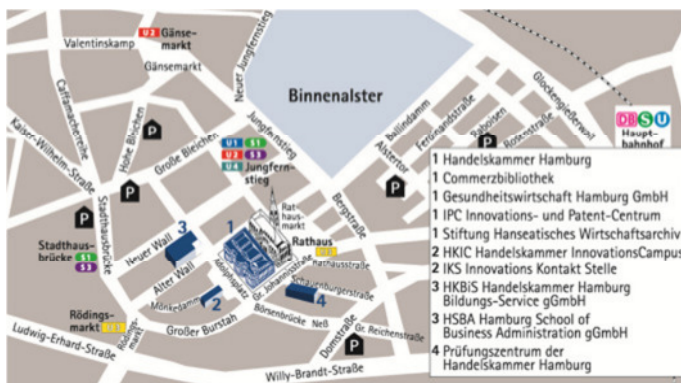 U2 Gänse-
markt
Valentinskamp
Gänsemarkt
Neuer Jungfernstieg
Caffamacherreihe
Kaiser-Wilhelm-Straße
Hohe Bleichen
P
Große Bleichen
Jungfernstieg
Binnenalster
Ballindamm
Ferdinandstraße
Raboisen
Rosenstraße
Glockengießerwall
Alstertor
P
DB S U
Haupt-
bahnhof
U1 S1
U2 S3
U4 Jungfern-
stieg
P
P
Stadthausbrücke
Stadthaus-
brücke S1
S3
Neuer Wall
Alter Wall
3
1
Adolphsplatz
Rat
haus
markt
Rathaus
Bergstraße
Rathausstraße
Gr. Johannisstraße
Schauenburgerstraße
4
2
Mönkedamm
Börsenbrücke
Neß
Großer Burstah
Rödings-
markt
Rödings-
markt
Domstraße
Gr. Reichenstraße
P
Ludwig-Erhard-Straße
Willy-Brandt-Straße
1 Handelskammer Hamburg
1 Commerzbibliothek
1 Gesundheitswirtschaft Hamburg GmbH
1 IPC Innovations- und Patent-Centrum
1 Stiftung Hanseatisches Wirtschaftsarchiv
2 HKIC Handelskammer InnovationsCampus
2 IKS Innovations Kontakt Stelle
3 HKBiS Handelskammer Hamburg
Bildungs-Service gGmbH
3 HSBA Hamburg School of
Business Administration gGmbH
4 Prüfungszentrum der
Handelskammer Hamburg